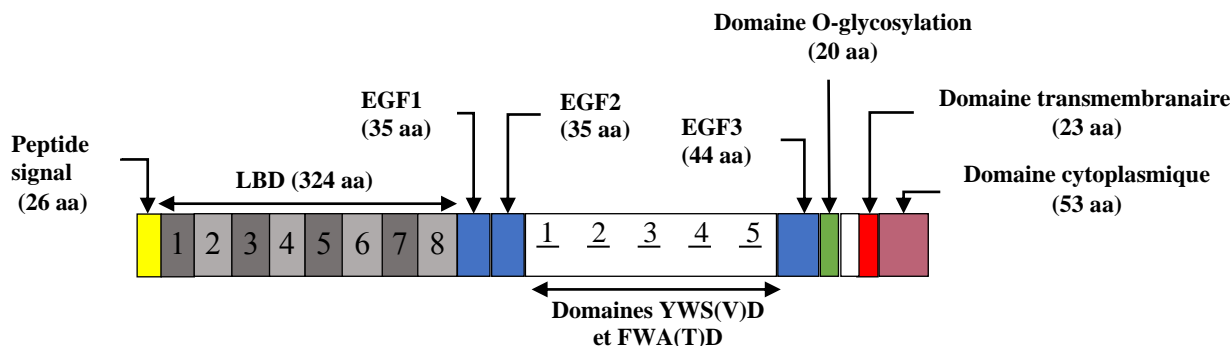 Domaine O-glycosylation
(20 aa)
EGF1
(35 aa)
EGF2
(35 aa)
EGF3
(44 aa)
Domaine transmembranaire
(23 aa)
Peptide
signal
(26 aa)
LBD (324 aa)
Domaine cytoplasmique
(53 aa)
1 2 3 4 5 6 7 8
1 2 3 4 5
Domaines YWS(V)D
et FWA(T)D